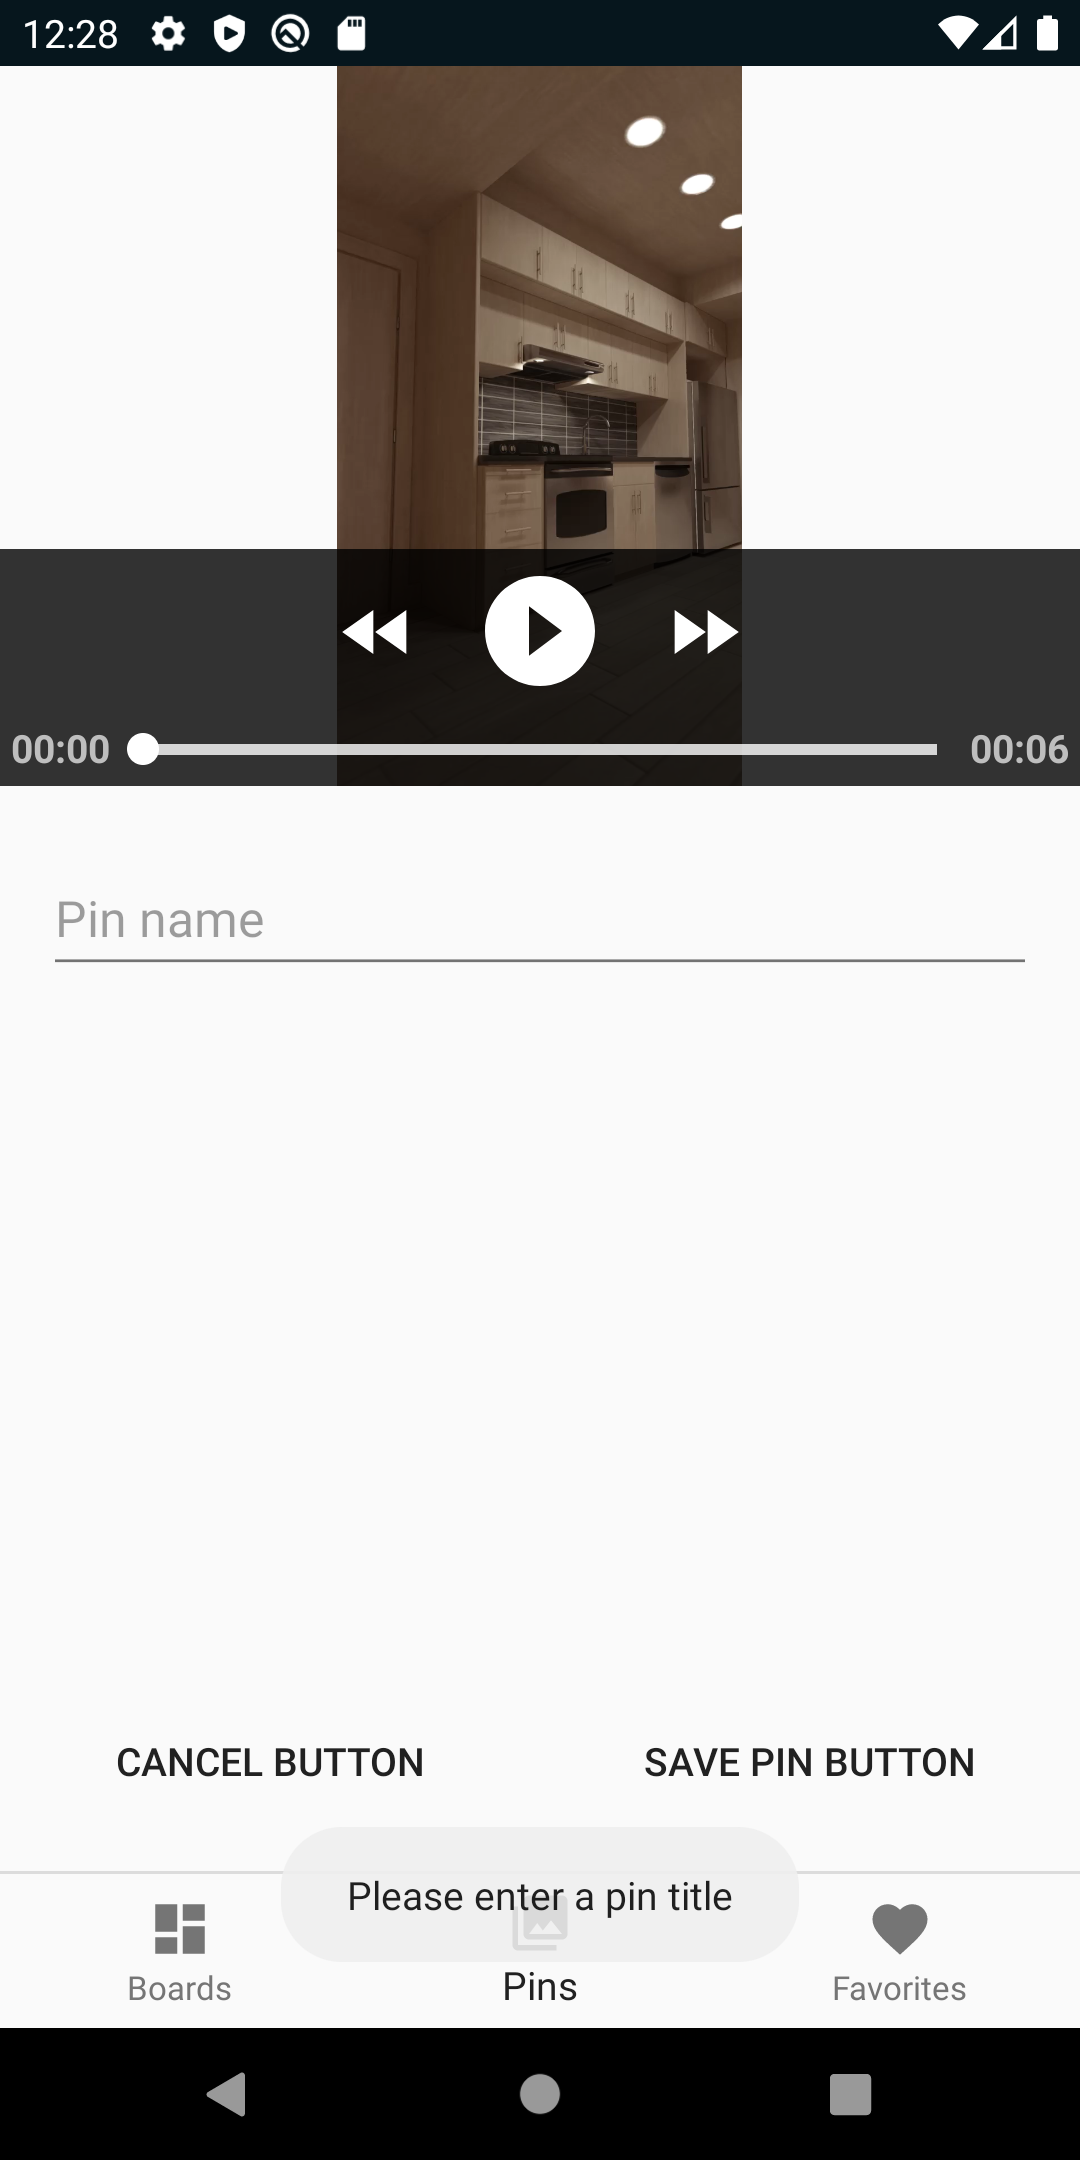 12:28
00:00
00:06
Pin name
CANCEL BUTTON
SAVE PIN BUTTON
Please enter a pin title
Boards
Pins
Favorites